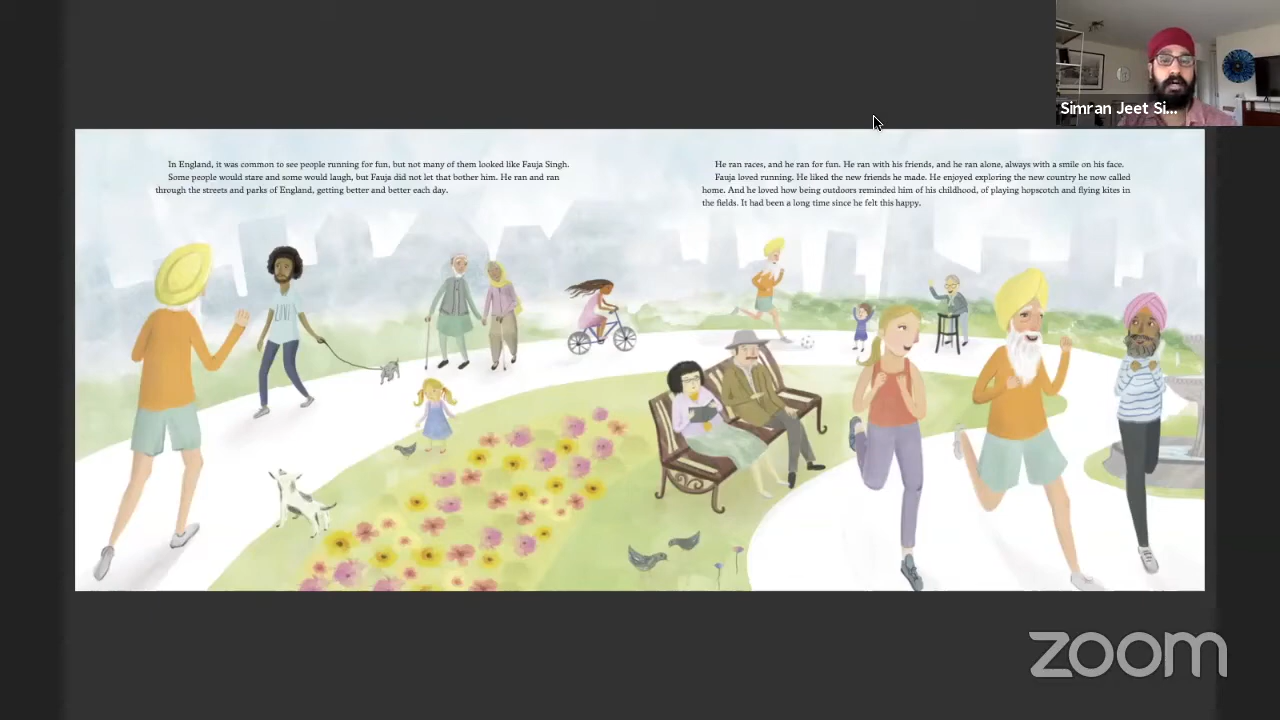 Simran Jeet Si...
In England, it was common to see people running for fun, but not many of them looked like Fauja Singh.
Some people would stare and some would laugh, but Fauja did not let that bother him. He ran and ran
through the streets and parks of England, getting better and better each day.
He ran races, and he ran for fun. He ran with his friends, and he ran alone, always with a smile on his face.
Fauja loved running. He liked the new friends he made. He enjoyed exploring the new country he now called
home. And he loved how being outdoors reminded him of his childhood, of playing hopscotch and flying kites in
the fields. It had been a long time since he felt this happy.
zoom